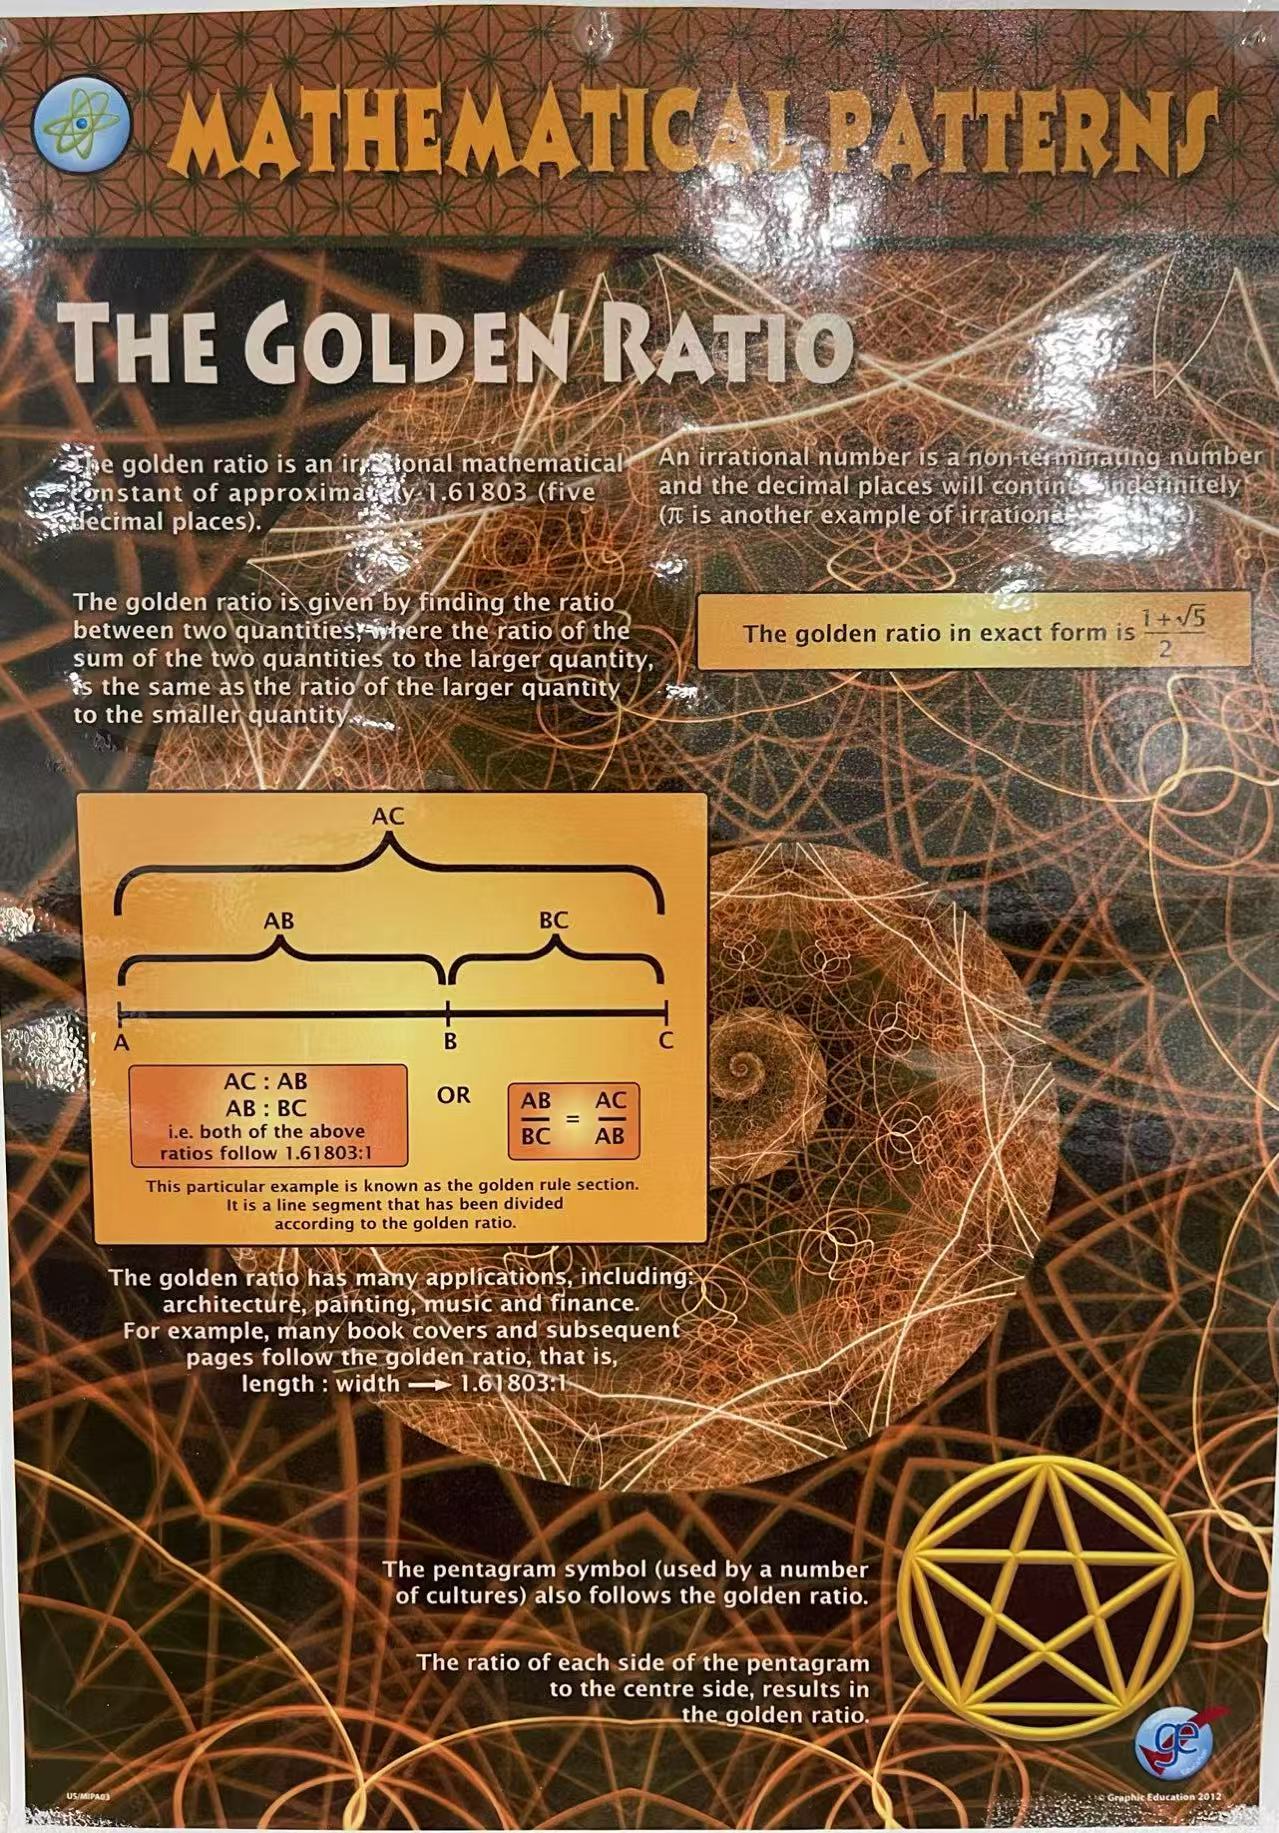 MATHEMATICAL PATTERNS
THE GOLDEN RATIO
The golden ratio is an irrational mathematical
constant of approximately 1.61803 (five
decimal places).
An irrational number is a non-terminating number
and the decimal places will continue indefinitely
(π is another example of irrational
The golden ratio is given by finding the ratio
between two quantities, where the ratio of the
sum of the two quantities to the larger quantity,
is the same as the ratio of the larger quantity
to the smaller quantity.
The golden ratio in exact form is (1+√5)/2
AC
AB BC
A B C
AC : AB
AB : BC
i.e. both of the above
ratios follow 1.61803:1
OR
AB/BC = AC/AB
This particular example is known as the golden rule section.
It is a line segment that has been divided
according to the golden ratio.
The golden ratio has many applications, including:
architecture, painting, music and finance.
For example, many book covers and subsequent
pages follow the golden ratio, that is,
length : width → 1.61803:1
The pentagram symbol (used by a number
of cultures) also follows the golden ratio.
The ratio of each side of the pentagram
to the centre side, results in
the golden ratio.
ge
US/MIPA03
© Graphic Education 2012